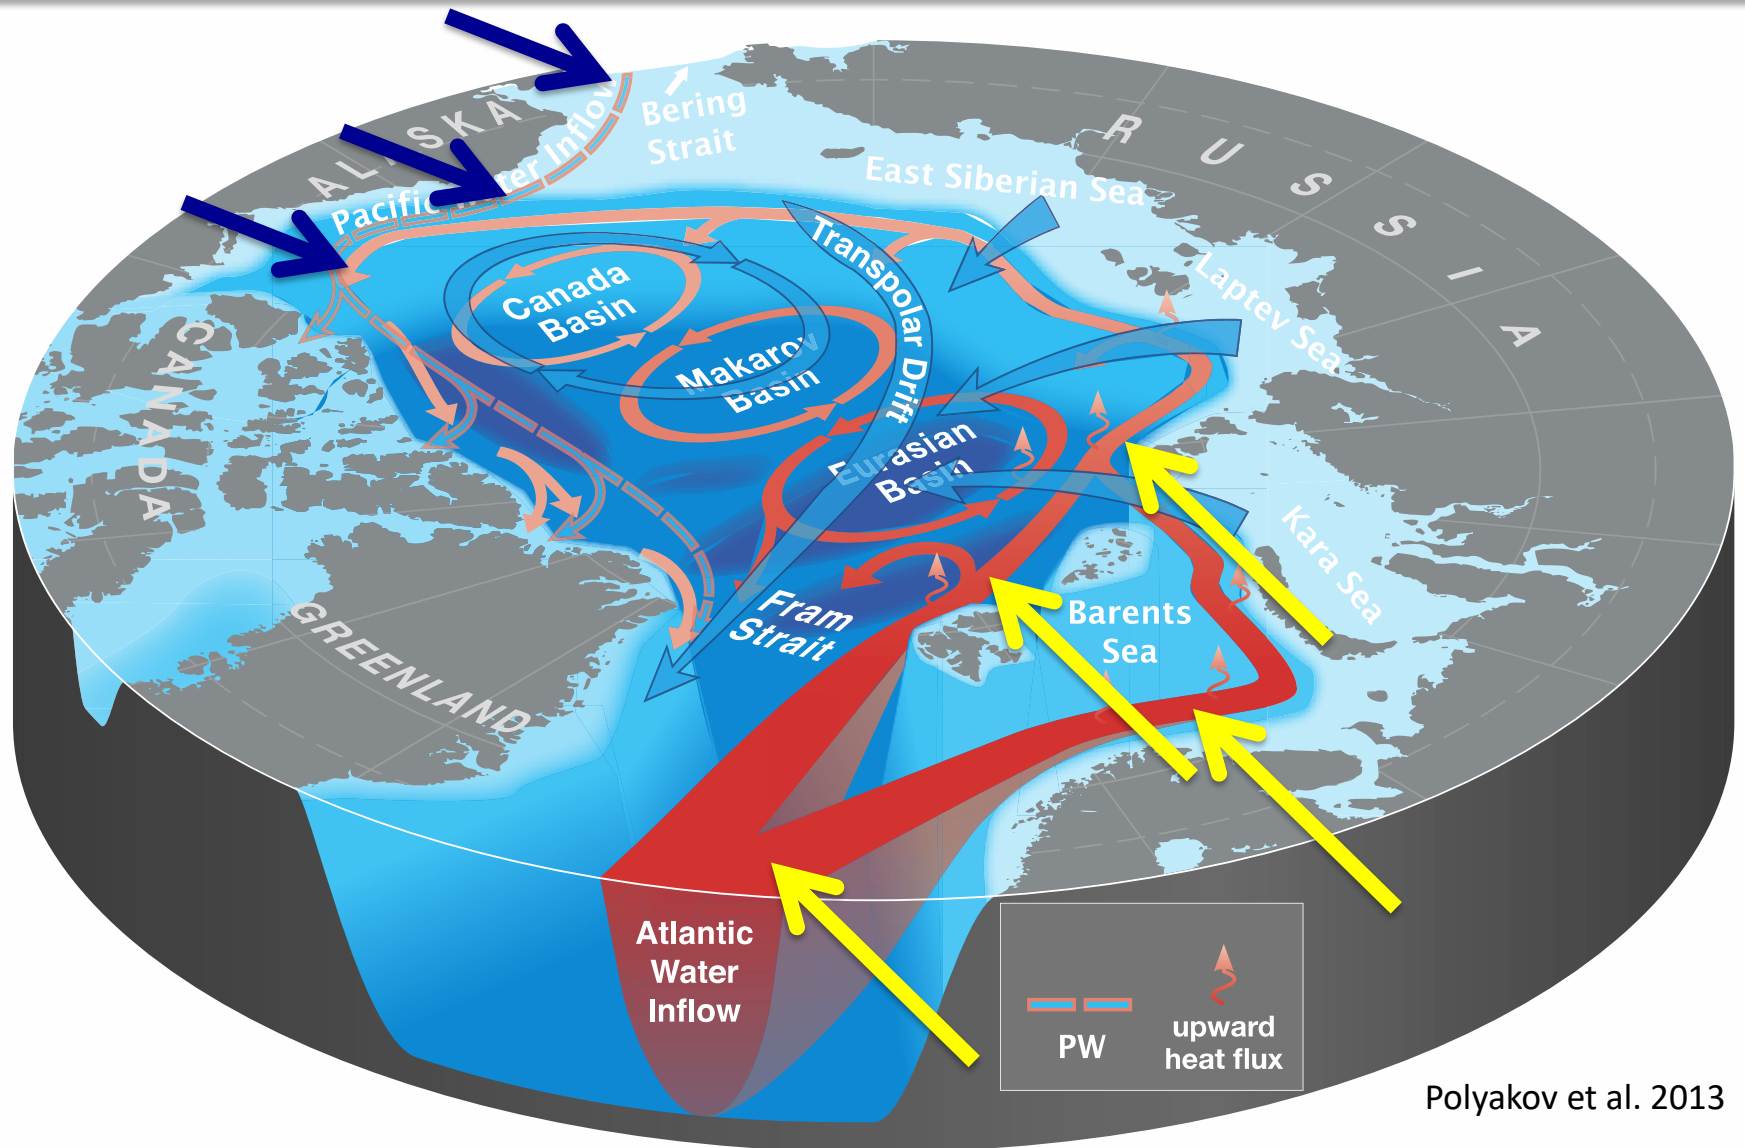 ALASKA
Pacific Water Inflow
Bering
Strait
East Siberian Sea
RUSSIA
Laptev Sea
Transpolar Drift
Canada
Basin
Makarov
Basin
CANADA
Eurasian
Basin
Kara Sea
Fram
Strait
Barents
Sea
GREENLAND
Atlantic
Water
Inflow
PW
upward
heat flux
Polyakov et al. 2013